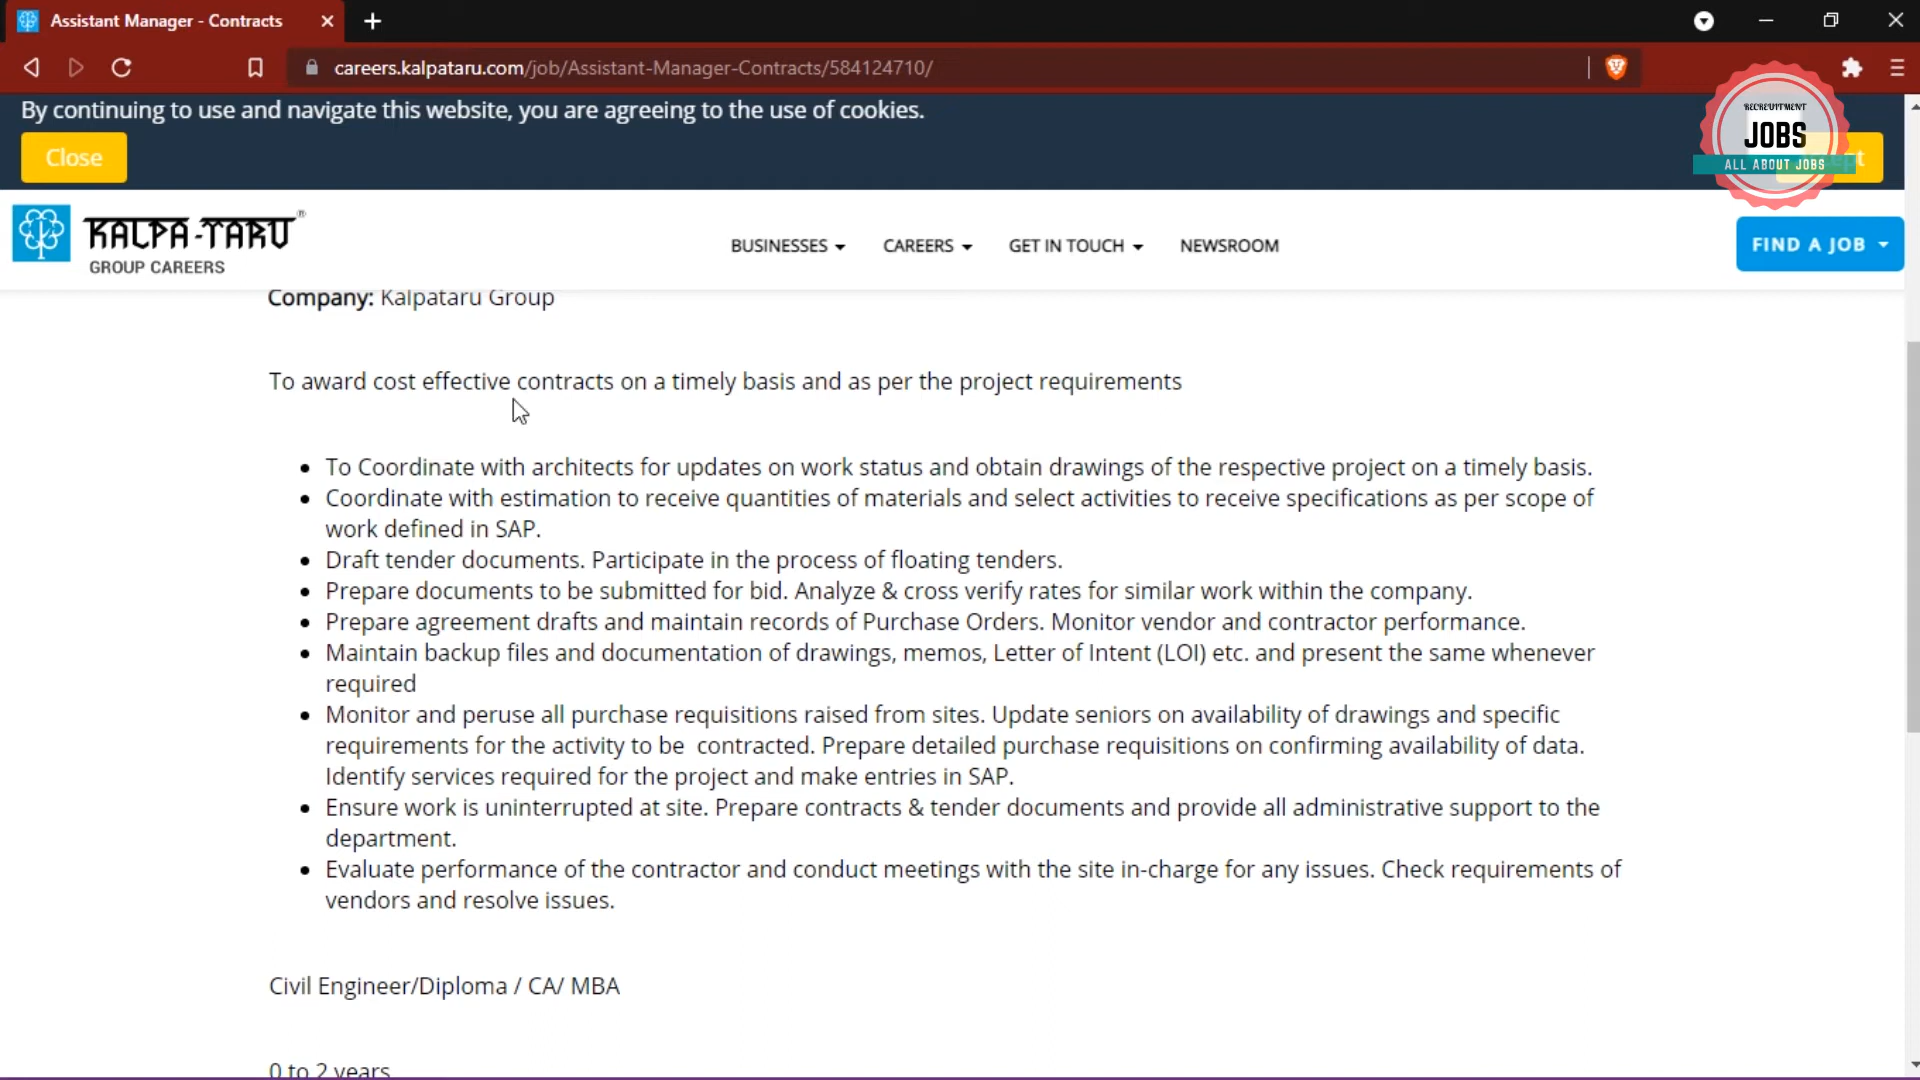 Assistant Manager - Contracts
careers.kalpataru.com/job/Assistant-Manager-Contracts/584124710/
By continuing to use and navigate this website, you are agreeing to the use of cookies.
Close
RECREUITMENT
JOBS
ALL ABOUT JOBS
KALPA-TARU®
GROUP CAREERS
BUSINESSES
CAREERS
GET IN TOUCH
NEWSROOM
FIND A JOB
Company: Kalpataru Group
To award cost effective contracts on a timely basis and as per the project requirements
• To Coordinate with architects for updates on work status and obtain drawings of the respective project on a timely basis.
• Coordinate with estimation to receive quantities of materials and select activities to receive specifications as per scope of
work defined in SAP.
• Draft tender documents. Participate in the process of floating tenders.
• Prepare documents to be submitted for bid. Analyze & cross verify rates for similar work within the company.
• Prepare agreement drafts and maintain records of Purchase Orders. Monitor vendor and contractor performance.
• Maintain backup files and documentation of drawings, memos, Letter of Intent (LOI) etc. and present the same whenever
required
• Monitor and peruse all purchase requisitions raised from sites. Update seniors on availability of drawings and specific
requirements for the activity to be  contracted. Prepare detailed purchase requisitions on confirming availability of data.
Identify services required for the project and make entries in SAP.
• Ensure work is uninterrupted at site. Prepare contracts & tender documents and provide all administrative support to the
department.
• Evaluate performance of the contractor and conduct meetings with the site in-charge for any issues. Check requirements of
vendors and resolve issues.
Civil Engineer/Diploma / CA/ MBA
0 to 2 years